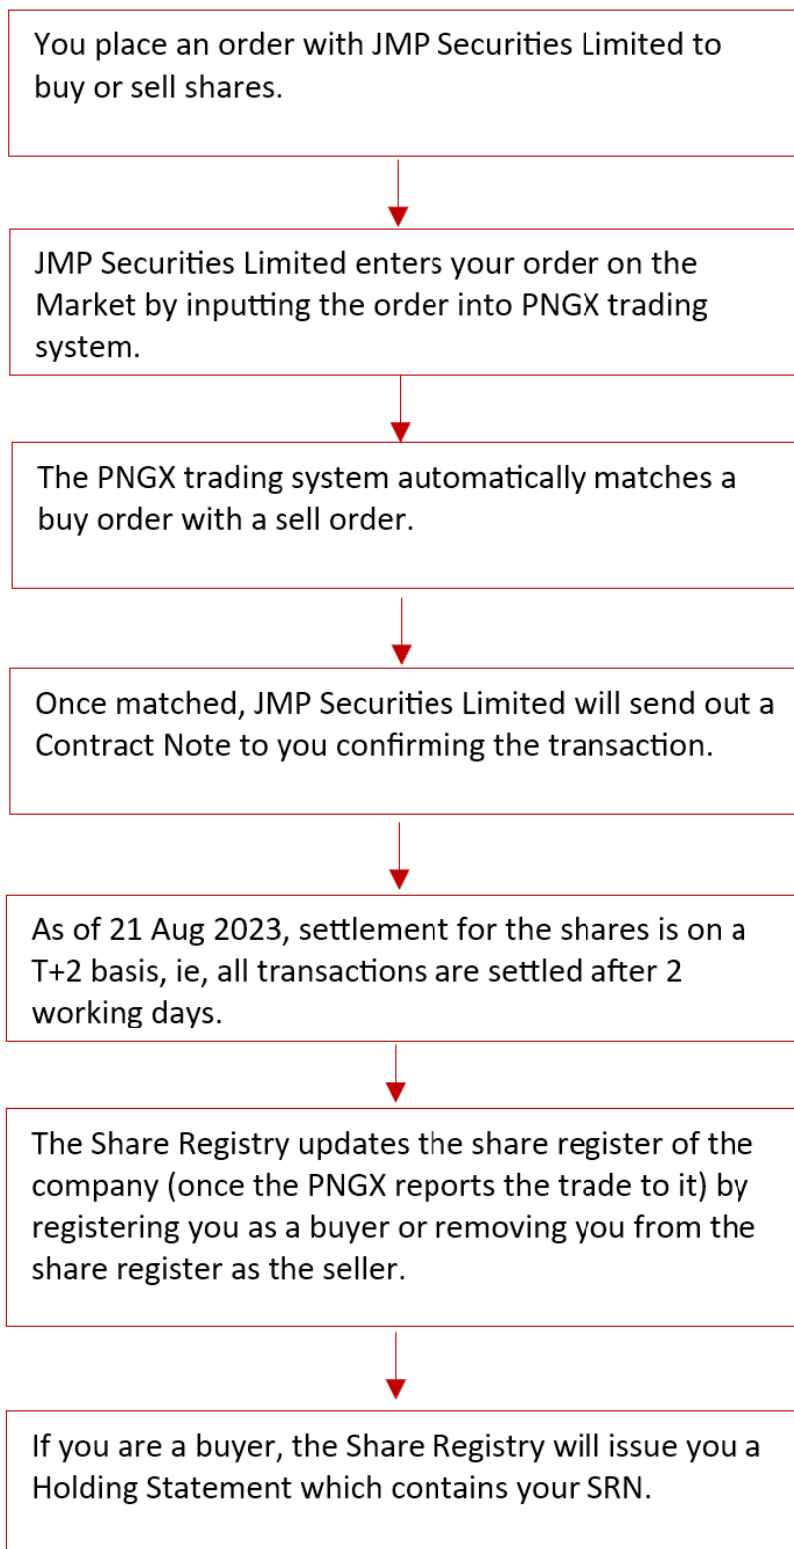 You place an order with JMP Securities Limited to
buy or sell shares.
JMP Securities Limited enters your order on the
Market by inputting the order into PNGX trading
system.
The PNGX trading system automatically matches a
buy order with a sell order.
Once matched, JMP Securities Limited will send out a
Contract Note to you confirming the transaction.
As of 21 Aug 2023, settlement for the shares is on a
T+2 basis, ie, all transactions are settled after 2
working days.
The Share Registry updates the share register of the
company (once the PNGX reports the trade to it) by
registering you as a buyer or removing you from the
share register as the seller.
If you are a buyer, the Share Registry will issue you a
Holding Statement which contains your SRN.